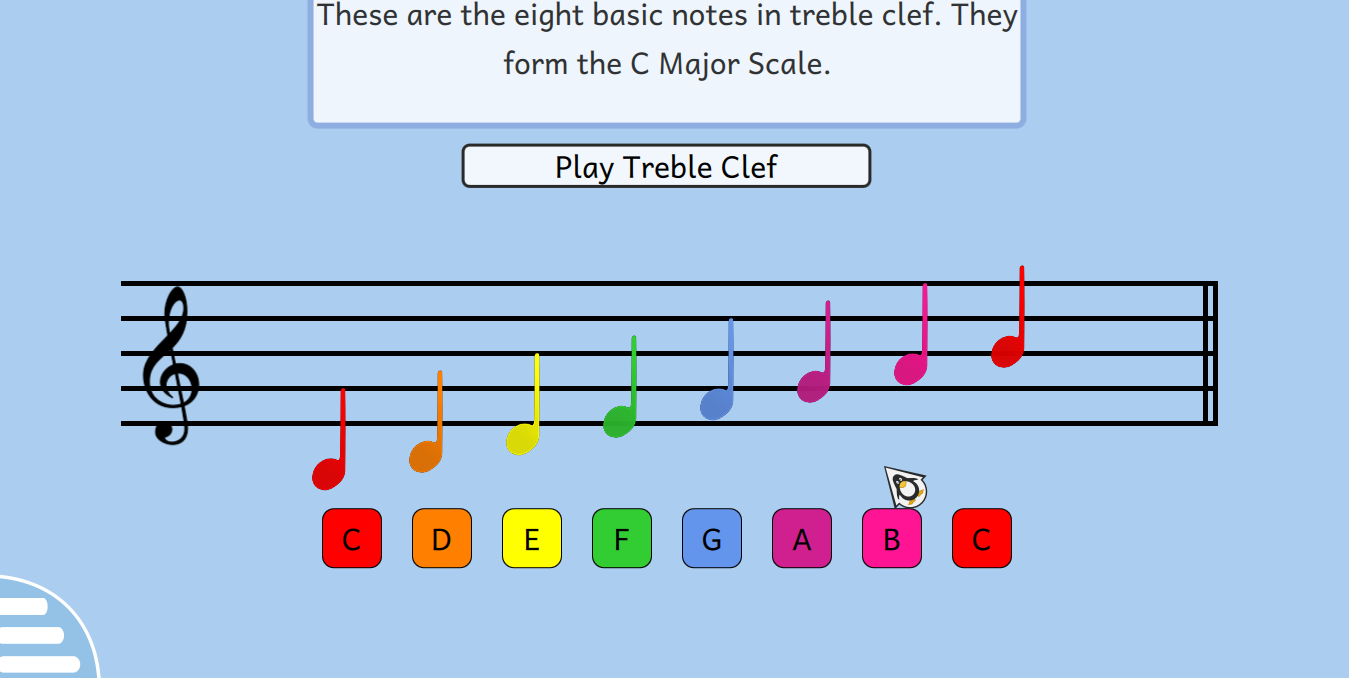 These are the eight basic notes in treble clef. They
form the C Major Scale.
Play Treble Clef
C D E F G A B C